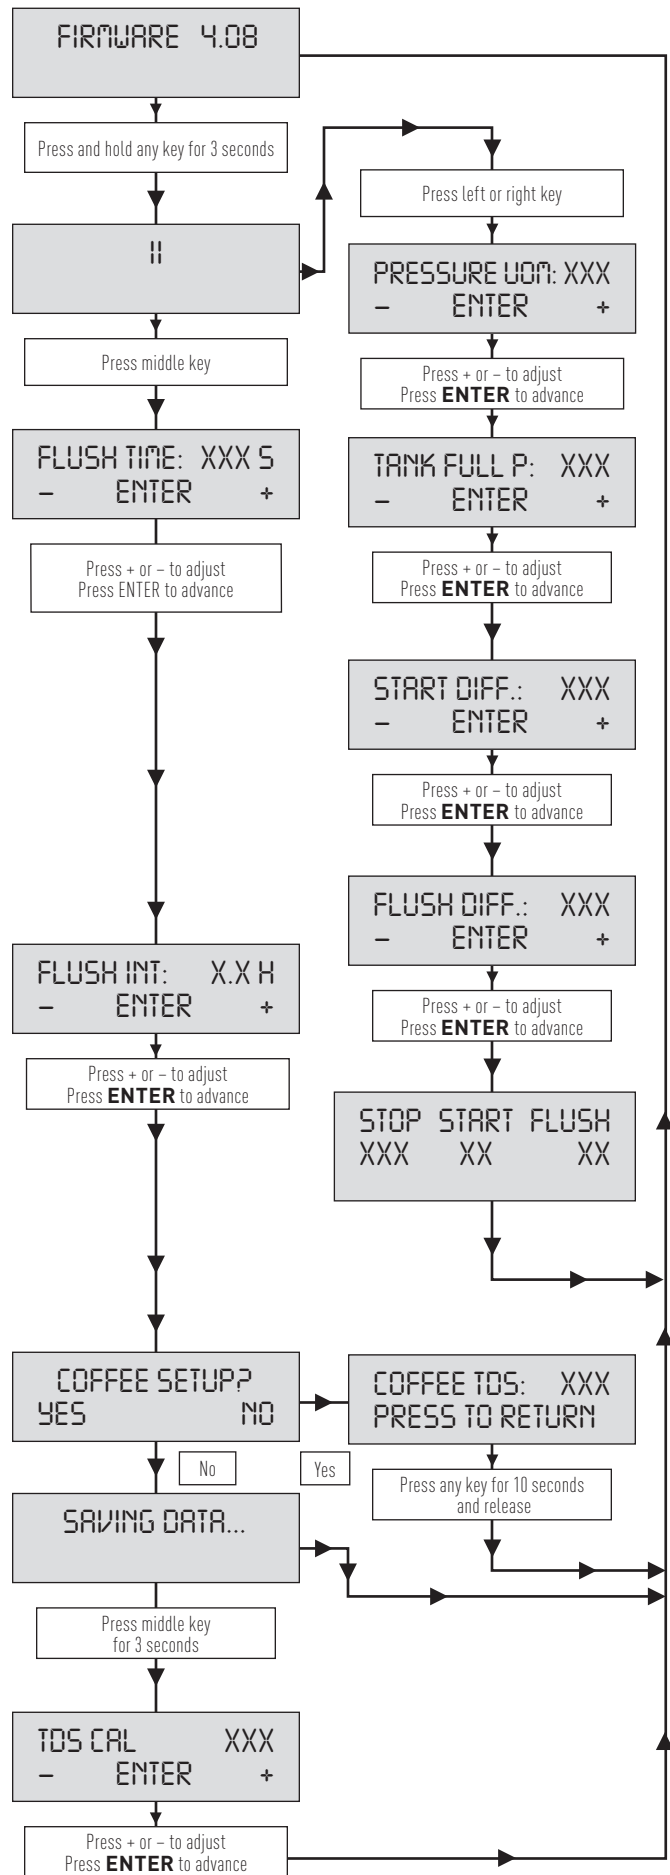 FIRMWARE 4.08
Press and hold any key for 3 seconds
II
Press middle key
FLUSH TIME: XXX S
– ENTER +
Press + or – to adjust
Press ENTER to advance
FLUSH INT: X.X H
– ENTER +
Press + or – to adjust
Press ENTER to advance
Press left or right key
PRESSURE UOM: XXX
– ENTER +
Press + or – to adjust
Press ENTER to advance
TANK FULL P: XXX
– ENTER +
Press + or – to adjust
Press ENTER to advance
START DIFF.: XXX
– ENTER +
Press + or – to adjust
Press ENTER to advance
FLUSH DIFF.: XXX
– ENTER +
Press + or – to adjust
Press ENTER to advance
STOP START FLUSH
XXX XX XX
COFFEE SETUP?
YES NO
No
Yes
COFFEE TDS: XXX
PRESS TO RETURN
Press any key for 10 seconds
and release
SAVING DATA...
Press middle key
for 3 seconds
TDS CAL XXX
– ENTER +
Press + or – to adjust
Press ENTER to advance